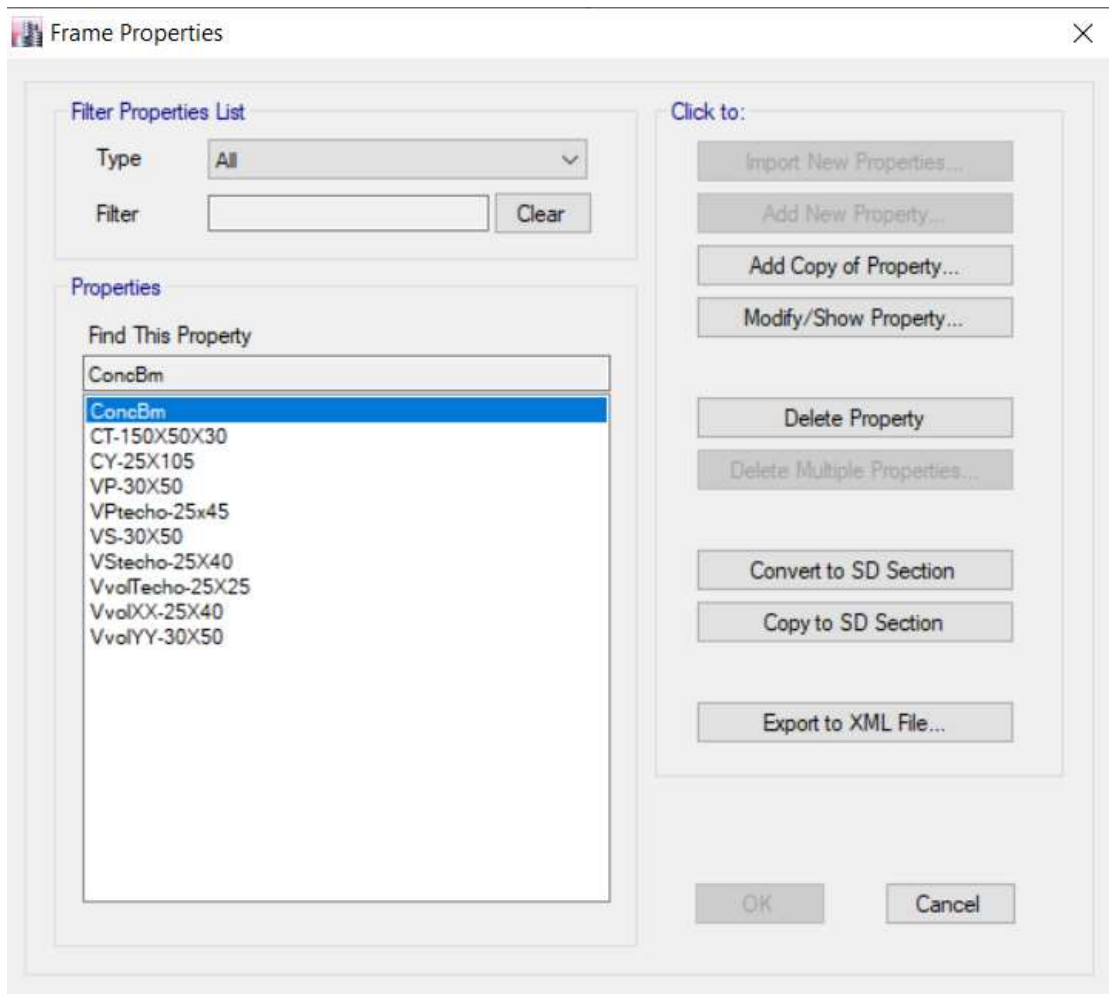 Frame Properties
Filter Properties List
Type All
Filter Clear
Properties
Find This Property
ConcBm
ConcBm
CT-150X50X30
CY-25X105
VP-30X50
VPtecho-25x45
VS-30X50
VStecho-25X40
VvolTecho-25X25
VvolXX-25X40
VvolYY-30X50
Click to:
Import New Properties...
Add New Property...
Add Copy of Property...
Modify/Show Property...
Delete Property
Delete Multiple Properties...
Convert to SD Section
Copy to SD Section
Export to XML File...
OK Cancel